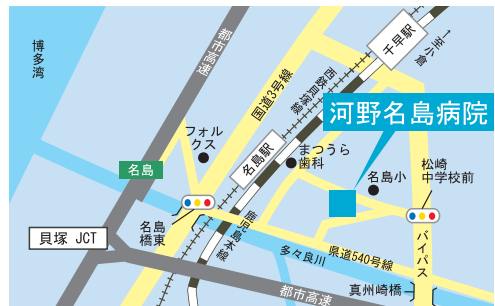 博多湾
都市高速
国道3号線
千早駅
↑至小倉
西鉄貝塚線
河野名島病院
フォル
クス
名島駅
まつうら
歯科
名島
名島小
松崎
中学校前
名島
橋東
鹿児島本線
貝塚 JCT
多々良川
県道540号線
バイパス
都市高速
真州崎橋